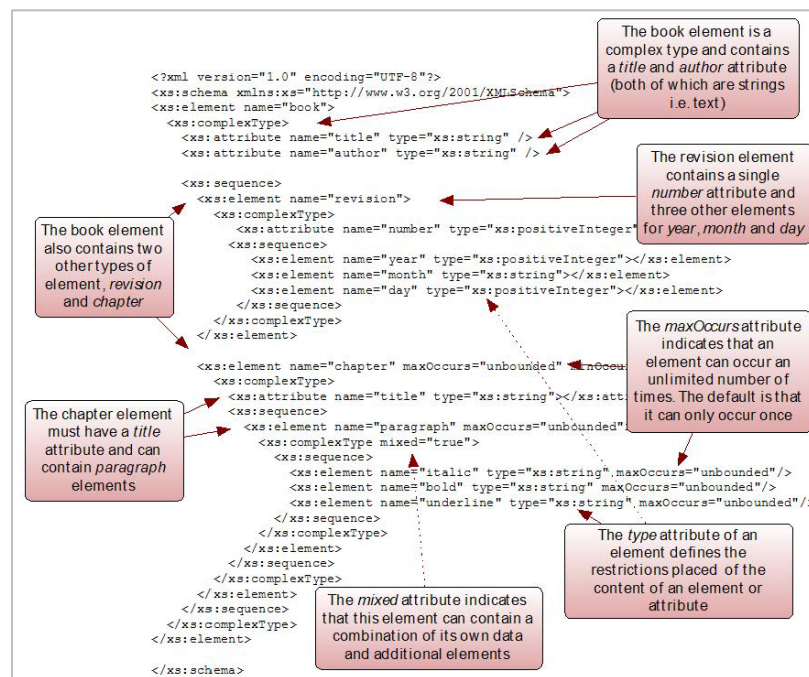 The book element is a
complex type and contains
a title and author attribute
(both of which are strings
i.e. text)
<?xml version="1.0" encoding="UTF-8"?>
<xs:schema xmlns:xs="http://www.w3.org/2001/XMLSchema">
<xs:element name="book">
<xs:complexType>
<xs:attribute name="title" type="xs:string" />
<xs:attribute name="author" type="xs:string" />
The revision element
contains a single
number attribute and
three other elements
for year, month and day
<xs:sequence>
<xs:element name="revision">
<xs:complexType>
<xs:attribute name="number" type="xs:positiveInteger"
<xs:sequence>
<xs:element name="year" type="xs:positiveInteger"></xs:element>
<xs:element name="month" type="xs:string"></xs:element>
<xs:element name="day" type="xs:positiveInteger"></xs:element>
</xs:sequence>
</xs:complexType>
</xs:element>
The book element
also contains two
other types of
element, revision
and chapter
The maxOccurs attribute
indicates that an
element can occur an
unlimited number of
times. The default is that
it can only occur once
<xs:element name="chapter" maxOccurs="unbounded"
<xs:complexType>
<xs:attribute name="title" type="xs:string">
<xs:sequence>
<xs:element name="paragraph" maxOccurs="unbounded"
<xs:complexType mixed="true">
<xs:sequence>
<xs:element name="italic" type="xs:string" maxOccurs="unbounded"/>
<xs:element name="bold" type="xs:string" maxOccurs="unbounded"/>
<xs:element name="underline" type="xs:string" maxOccurs="unbounded"/
</xs:sequence>
</xs:complexType>
</xs:element>
</xs:sequence>
</xs:complexType>
</xs:element>
</xs:sequence>
</xs:complexType>
</xs:element>
</xs:schema>
The chapter element
must have a title
attribute and can
contain paragraph
elements
The type attribute of an
element defines the
restrictions placed of the
content of an element or
attribute
The mixed attribute indicates
that this element can contain a
combination of its own data
and additional elements